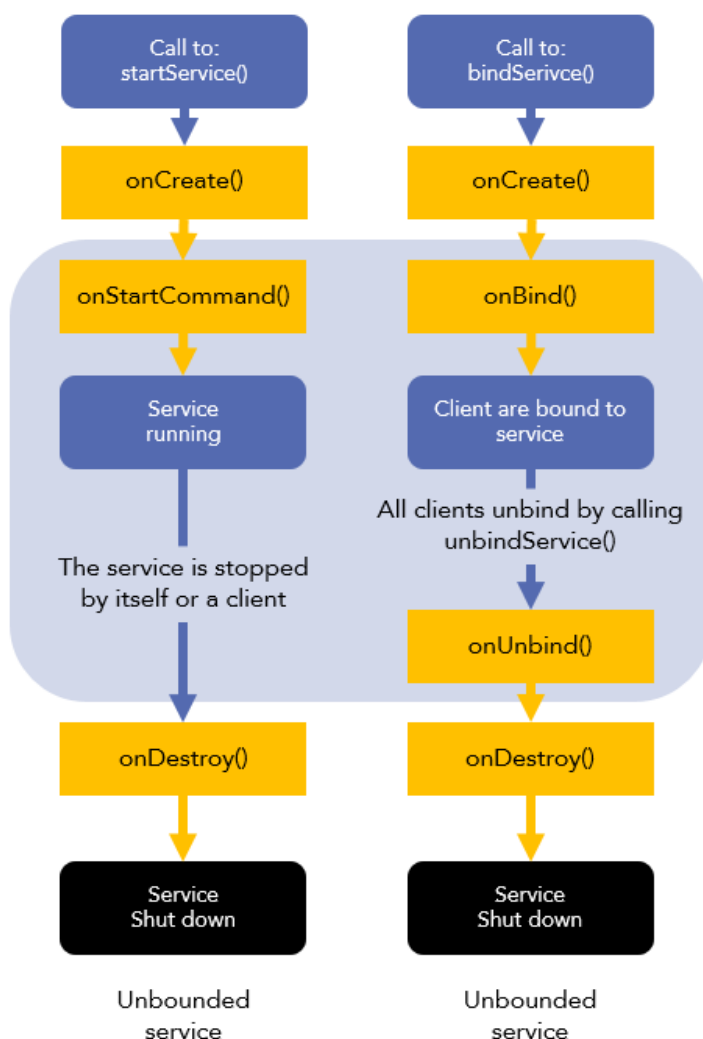 Call to:
startService()
onCreate()
onStartCommand()
Service
running
The service is stopped
by itself or a client
onDestroy()
Service
Shut down
Unbounded
service
Call to:
bindSerivce()
onCreate()
onBind()
Client are bound to
service
All clients unbind by calling
unbindService()
onUnbind()
onDestroy()
Service
Shut down
Unbounded
service